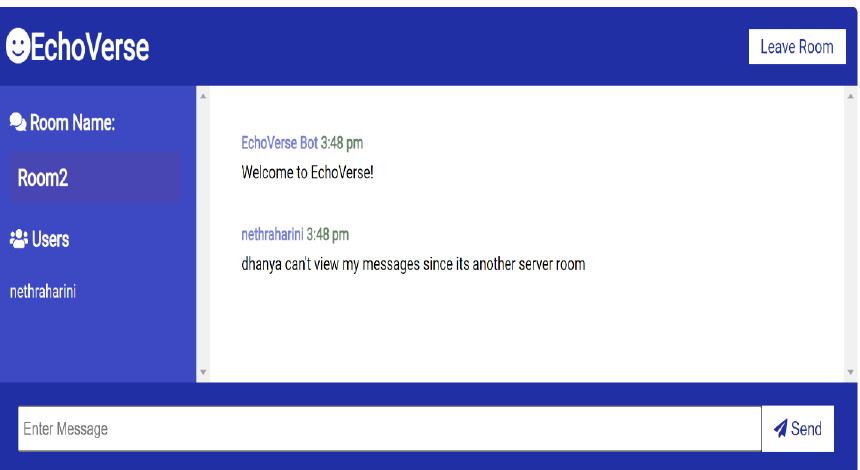 EchoVerse
Leave Room
Room Name:
Room2
Users
nethraharini
EchoVerse Bot 3:48 pm
Welcome to EchoVerse!
nethraharini 3:48 pm
dhanya can't view my messages since its another server room
Enter Message
Send